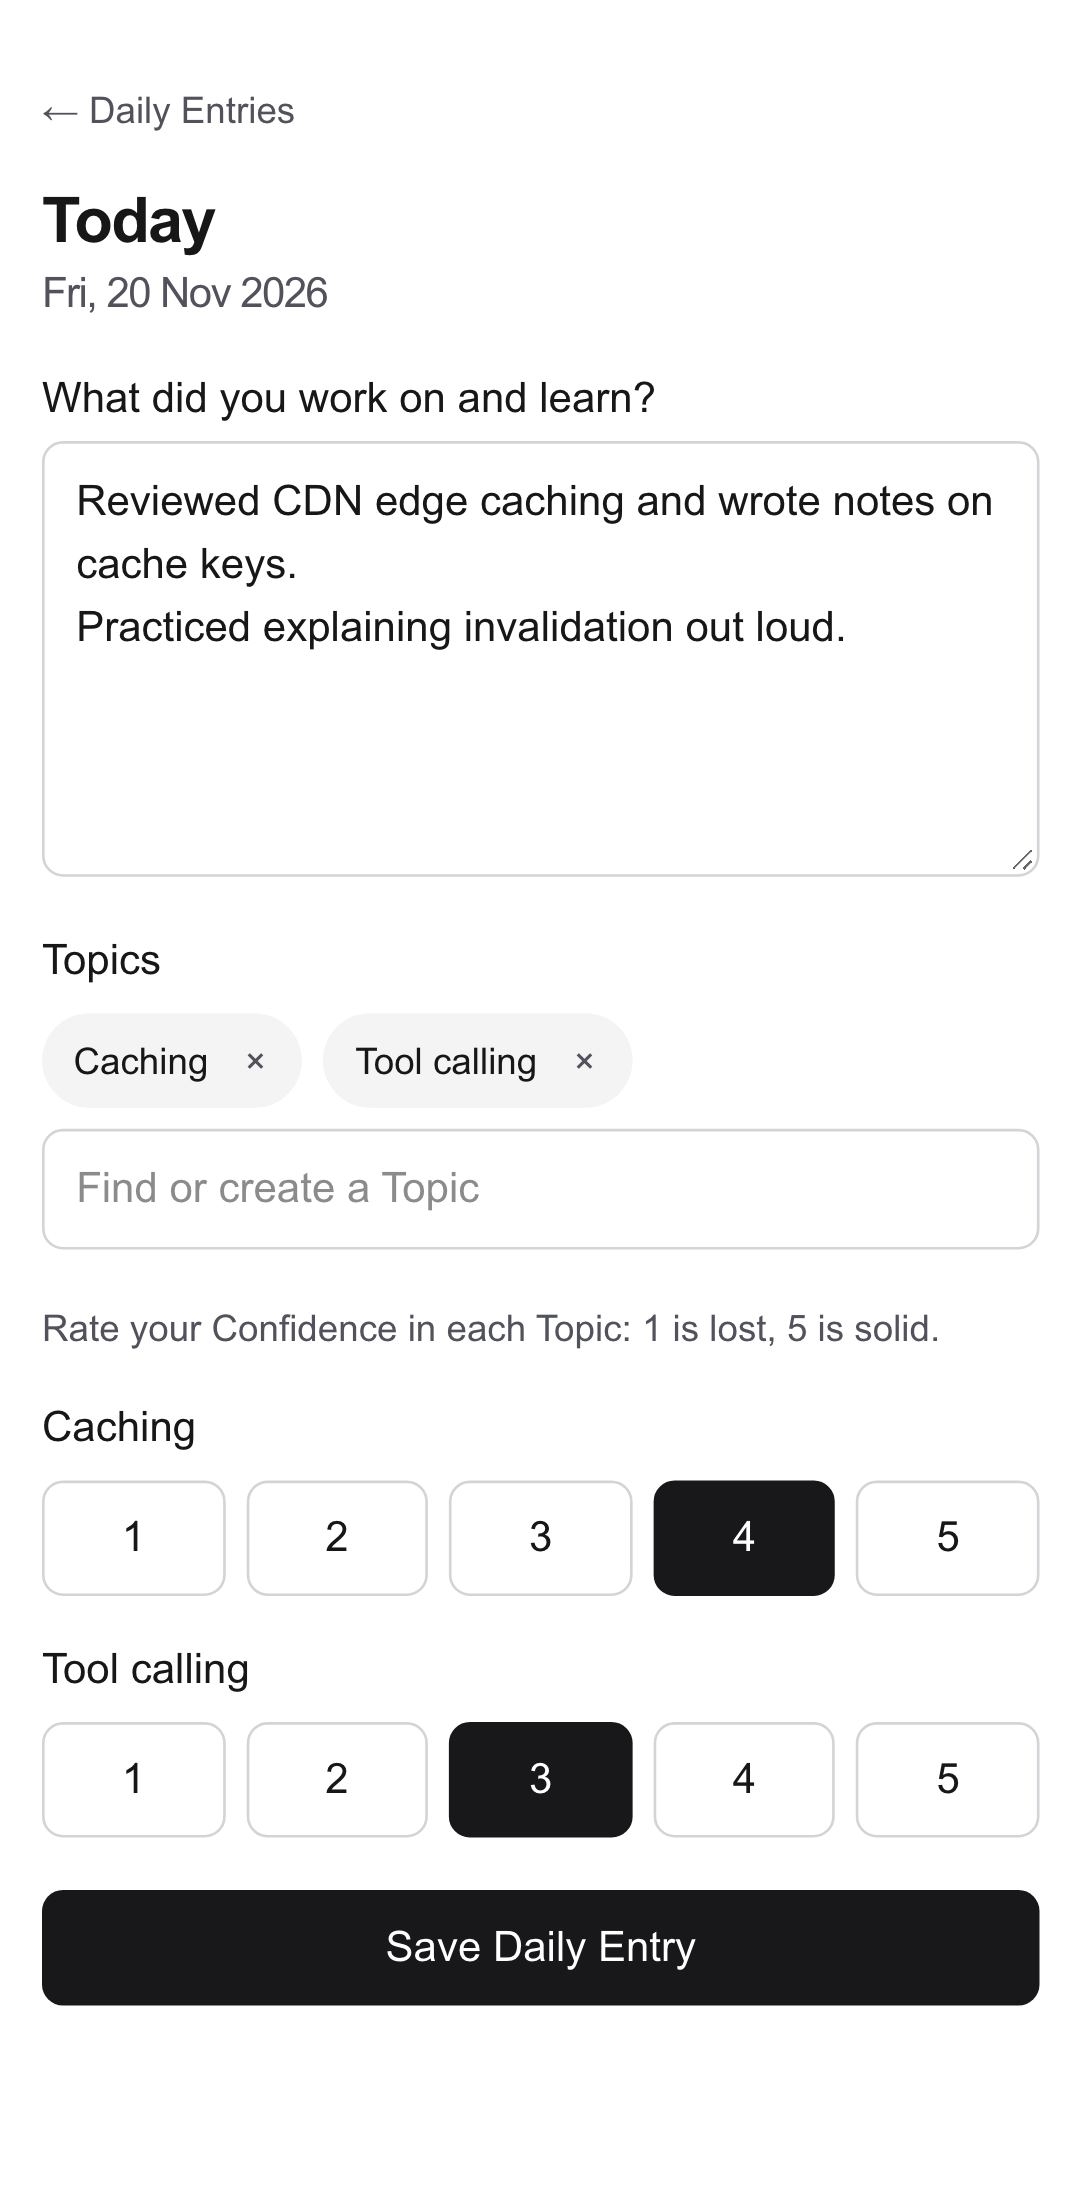 ← Daily Entries
Today
Fri, 20 Nov 2026
What did you work on and learn?
Reviewed CDN edge caching and wrote notes on
cache keys.
Practiced explaining invalidation out loud.
Topics
Caching × Tool calling ×
Find or create a Topic
Rate your Confidence in each Topic: 1 is lost, 5 is solid.
Caching
1 2 3 4 5
Tool calling
1 2 3 4 5
Save Daily Entry